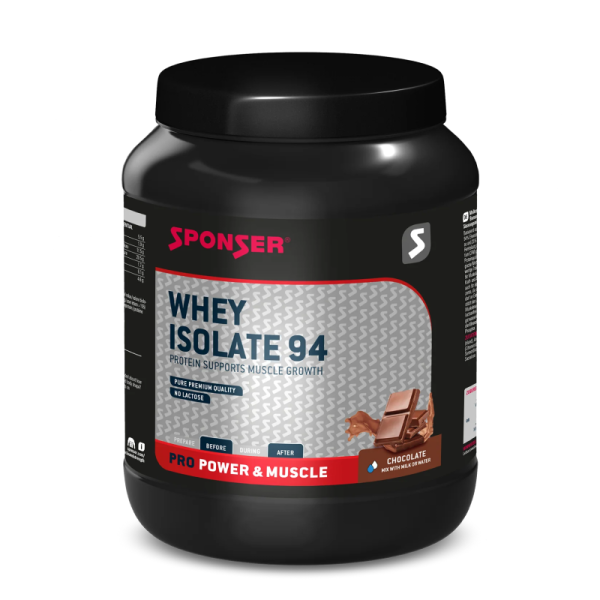 SPONSER®
WHEY
ISOLATE 94
PROTEIN SUPPORTS MUSCLE GROWTH
PURE PREMIUM QUALITY
NO LACTOSE
PREPARE BEFORE DURING AFTER
PRO POWER & MUSCLE
CHOCOLATE
MIX WITH MILK OR WATER